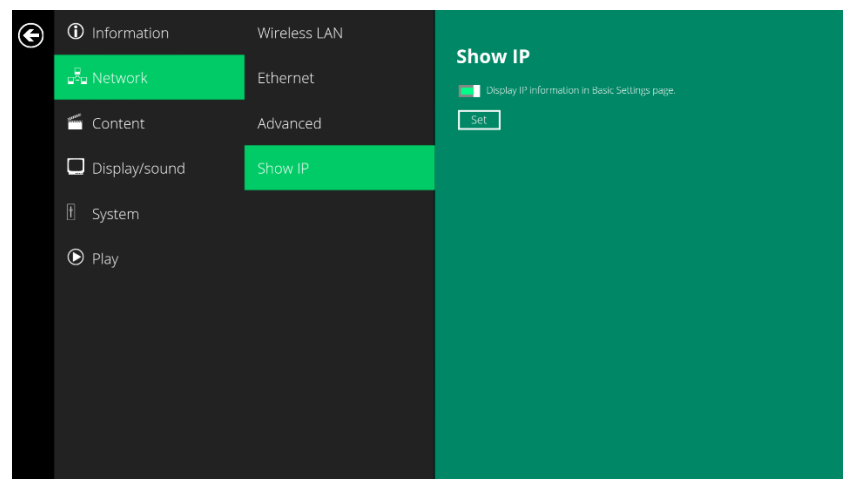 Information
Network
Content
Display/sound
System
Play
Wireless LAN
Ethernet
Advanced
Show IP
Show IP
Display IP information in Basic Settings page.
Set